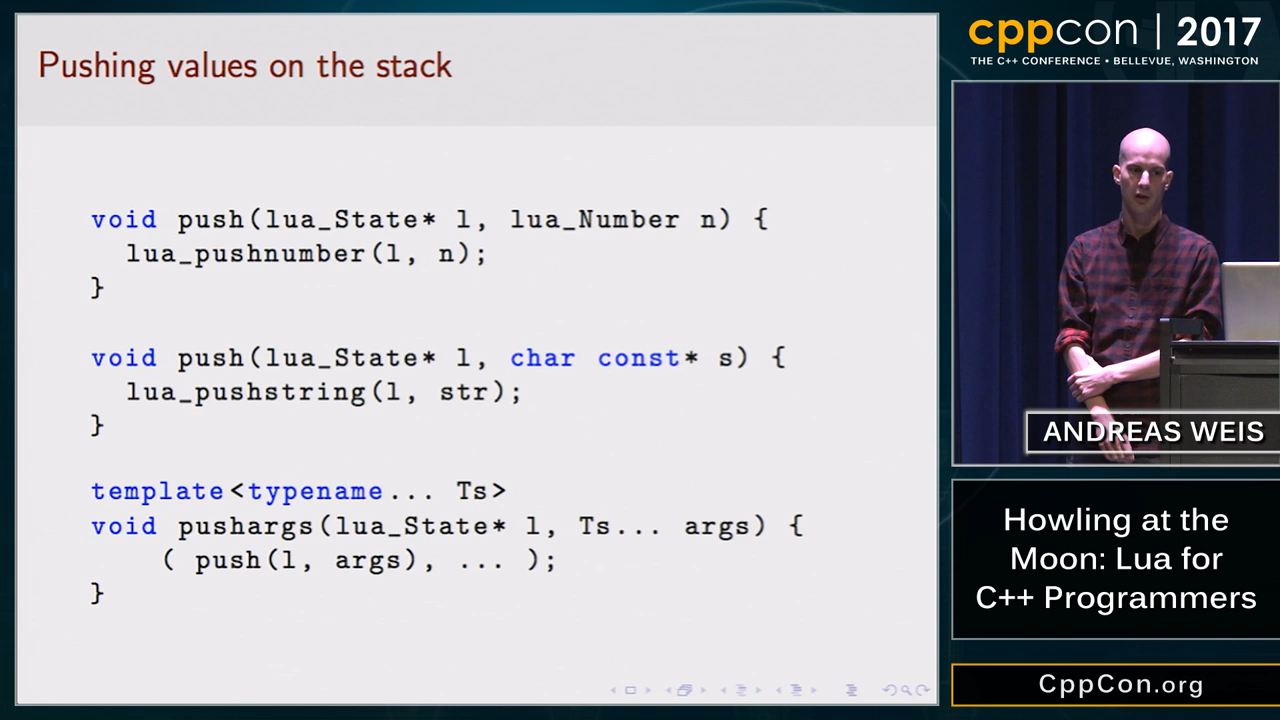 Pushing values on the stack
void push(lua_State* l, lua_Number n) {
lua_pushnumber(l, n);
}
void push(lua_State* l, char const* s) {
lua_pushstring(l, str);
}
template<typename... Ts>
void pushargs(lua_State* l, Ts... args) {
( push(l, args), ... );
}
cppcon | 2017
THE C++ CONFERENCE • BELLEVUE, WASHINGTON
ANDREAS WEIS
Howling at the
Moon: Lua for
C++ Programmers
CppCon.org